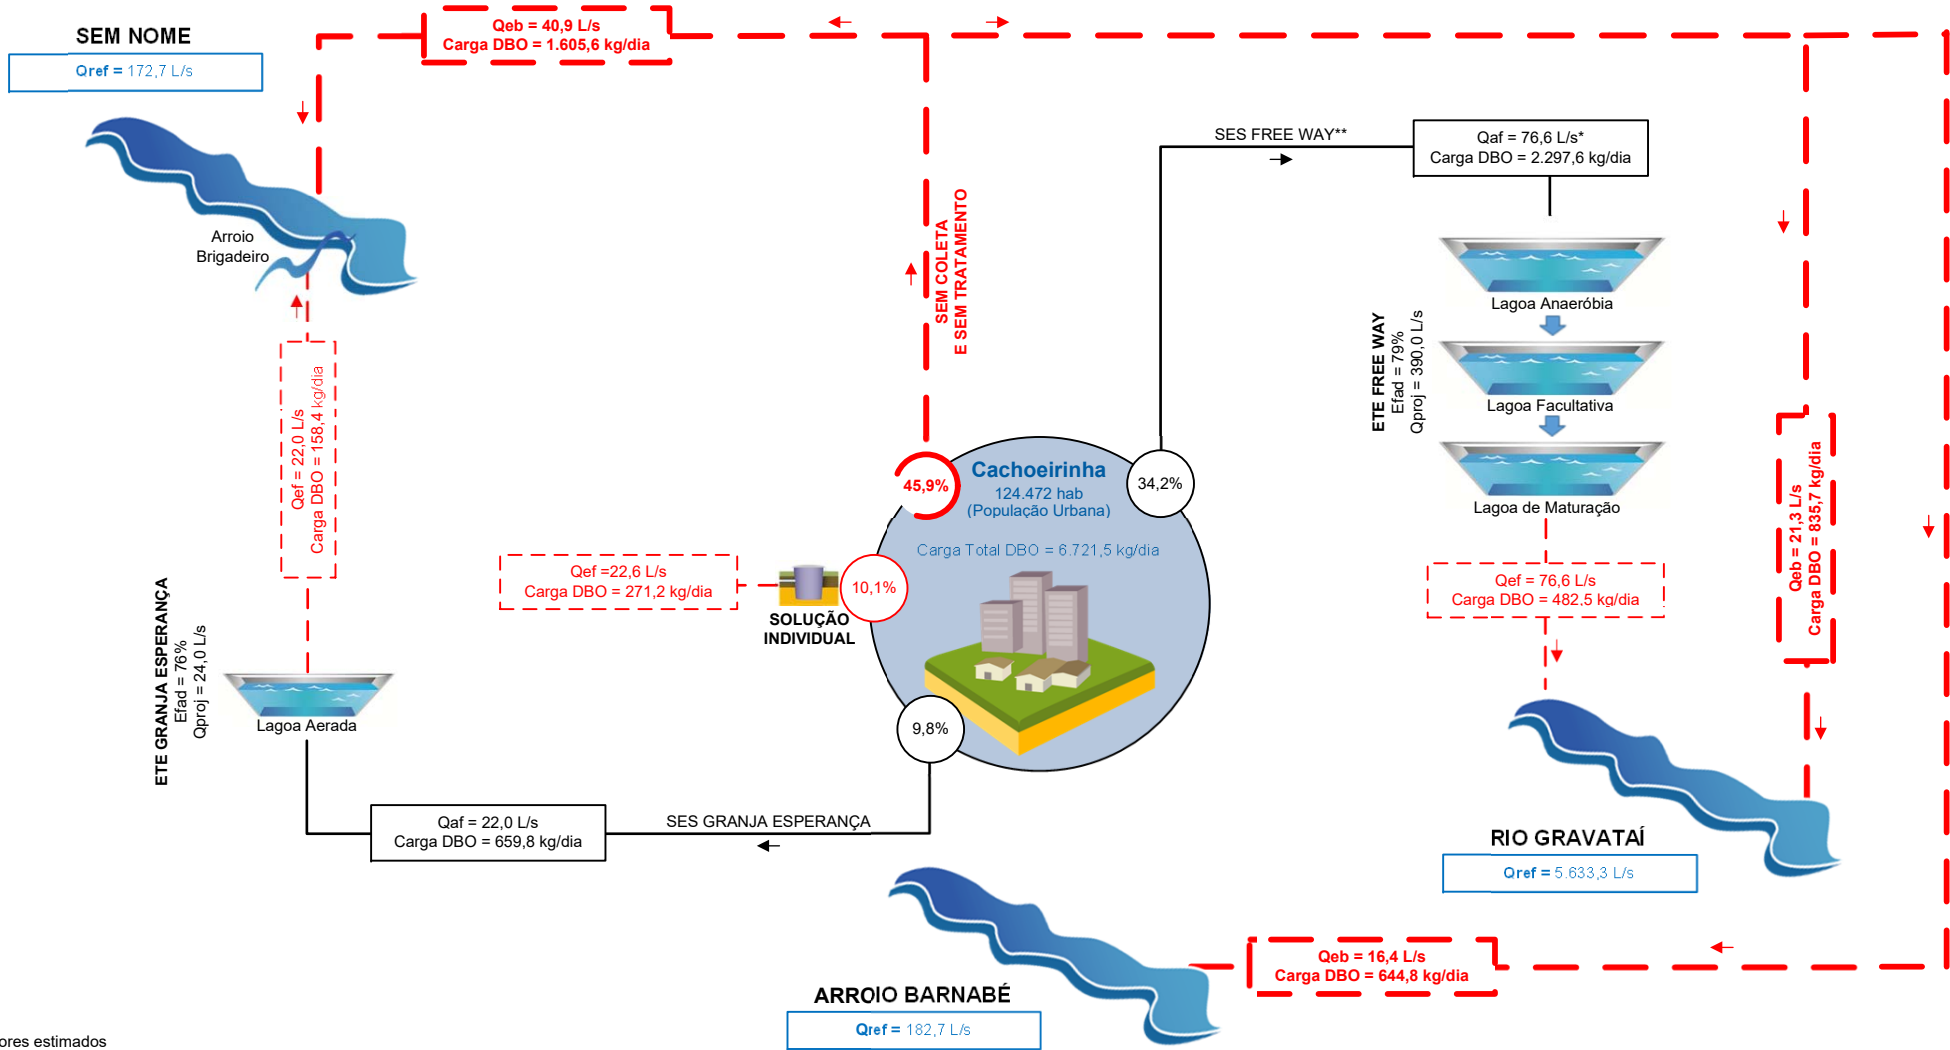 SEM NOME
Qref = 172,7 L/s
Qeb = 40,9 L/s
Carga DBO = 1.605,6 kg/dia
Arroio
Brigadeiro
Qef = 22,0 L/s
Carga DBO = 158,4 kg/dia
ETE GRANJA ESPERANÇA
Efad = 76%
Qproj = 24,0 L/s
Lagoa Aerada
Qaf = 22,0 L/s
Carga DBO = 659,8 kg/dia
SES GRANJA ESPERANÇA
SEM COLETA
E SEM TRATAMENTO
45,9%
Cachoeirinha
124.472 hab
(População Urbana)
34,2%
Carga Total DBO = 6.721,5 kg/dia
10,1%
Qef =22,6 L/s
Carga DBO = 271,2 kg/dia
SOLUÇÃO
INDIVIDUAL
9,8%
SES FREE WAY**
Qaf = 76,6 L/s*
Carga DBO = 2.297,6 kg/dia
Lagoa Anaeróbia
ETE FREE WAY
Efad = 79%
Qproj = 390,0 L/s
Lagoa Facultativa
Lagoa de Maturação
Qef = 76,6 L/s
Carga DBO = 482,5 kg/dia
Qeb = 21,3 L/s
Carga DBO = 835,7 kg/dia
RIO GRAVATAÍ
Qref = 5.633,3 L/s
Qeb = 16,4 L/s
Carga DBO = 644,8 kg/dia
ARROIO BARNABÉ
Qref = 182,7 L/s
estimados